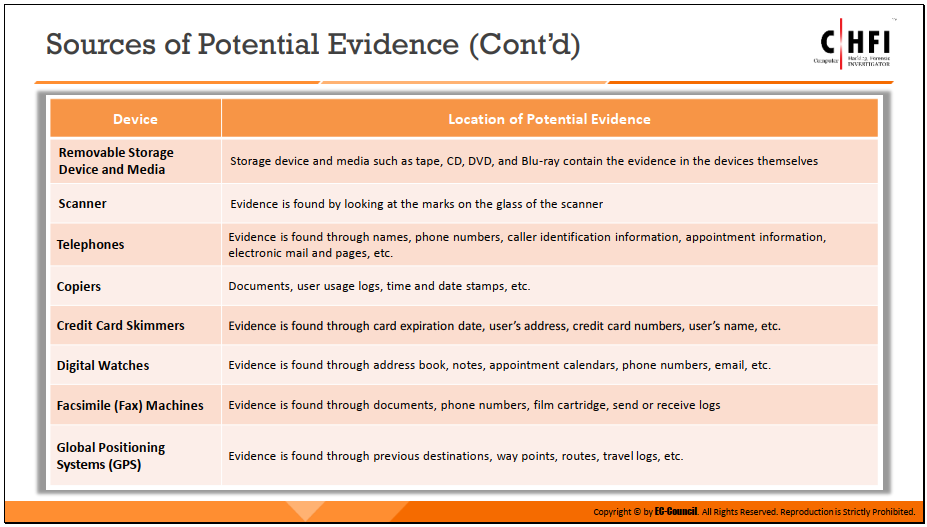 Sources of Potential Evidence (Cont’d)
CHFI
Computer Hacking Forensic
INVESTIGATOR
Device
Location of Potential Evidence
Removable Storage
Device and Media
Storage device and media such as tape, CD, DVD, and Blu-ray contain the evidence in the devices themselves
Scanner
Evidence is found by looking at the marks on the glass of the scanner
Telephones
Evidence is found through names, phone numbers, caller identification information, appointment information,
electronic mail and pages, etc.
Copiers
Documents, user usage logs, time and date stamps, etc.
Credit Card Skimmers
Evidence is found through card expiration date, user’s address, credit card numbers, user’s name, etc.
Digital Watches
Evidence is found through address book, notes, appointment calendars, phone numbers, email, etc.
Facsimile (Fax) Machines
Evidence is found through documents, phone numbers, film cartridge, send or receive logs
Global Positioning
Systems (GPS)
Evidence is found through previous destinations, way points, routes, travel logs, etc.
Copyright © by EC-Council. All Rights Reserved. Reproduction is Strictly Prohibited.